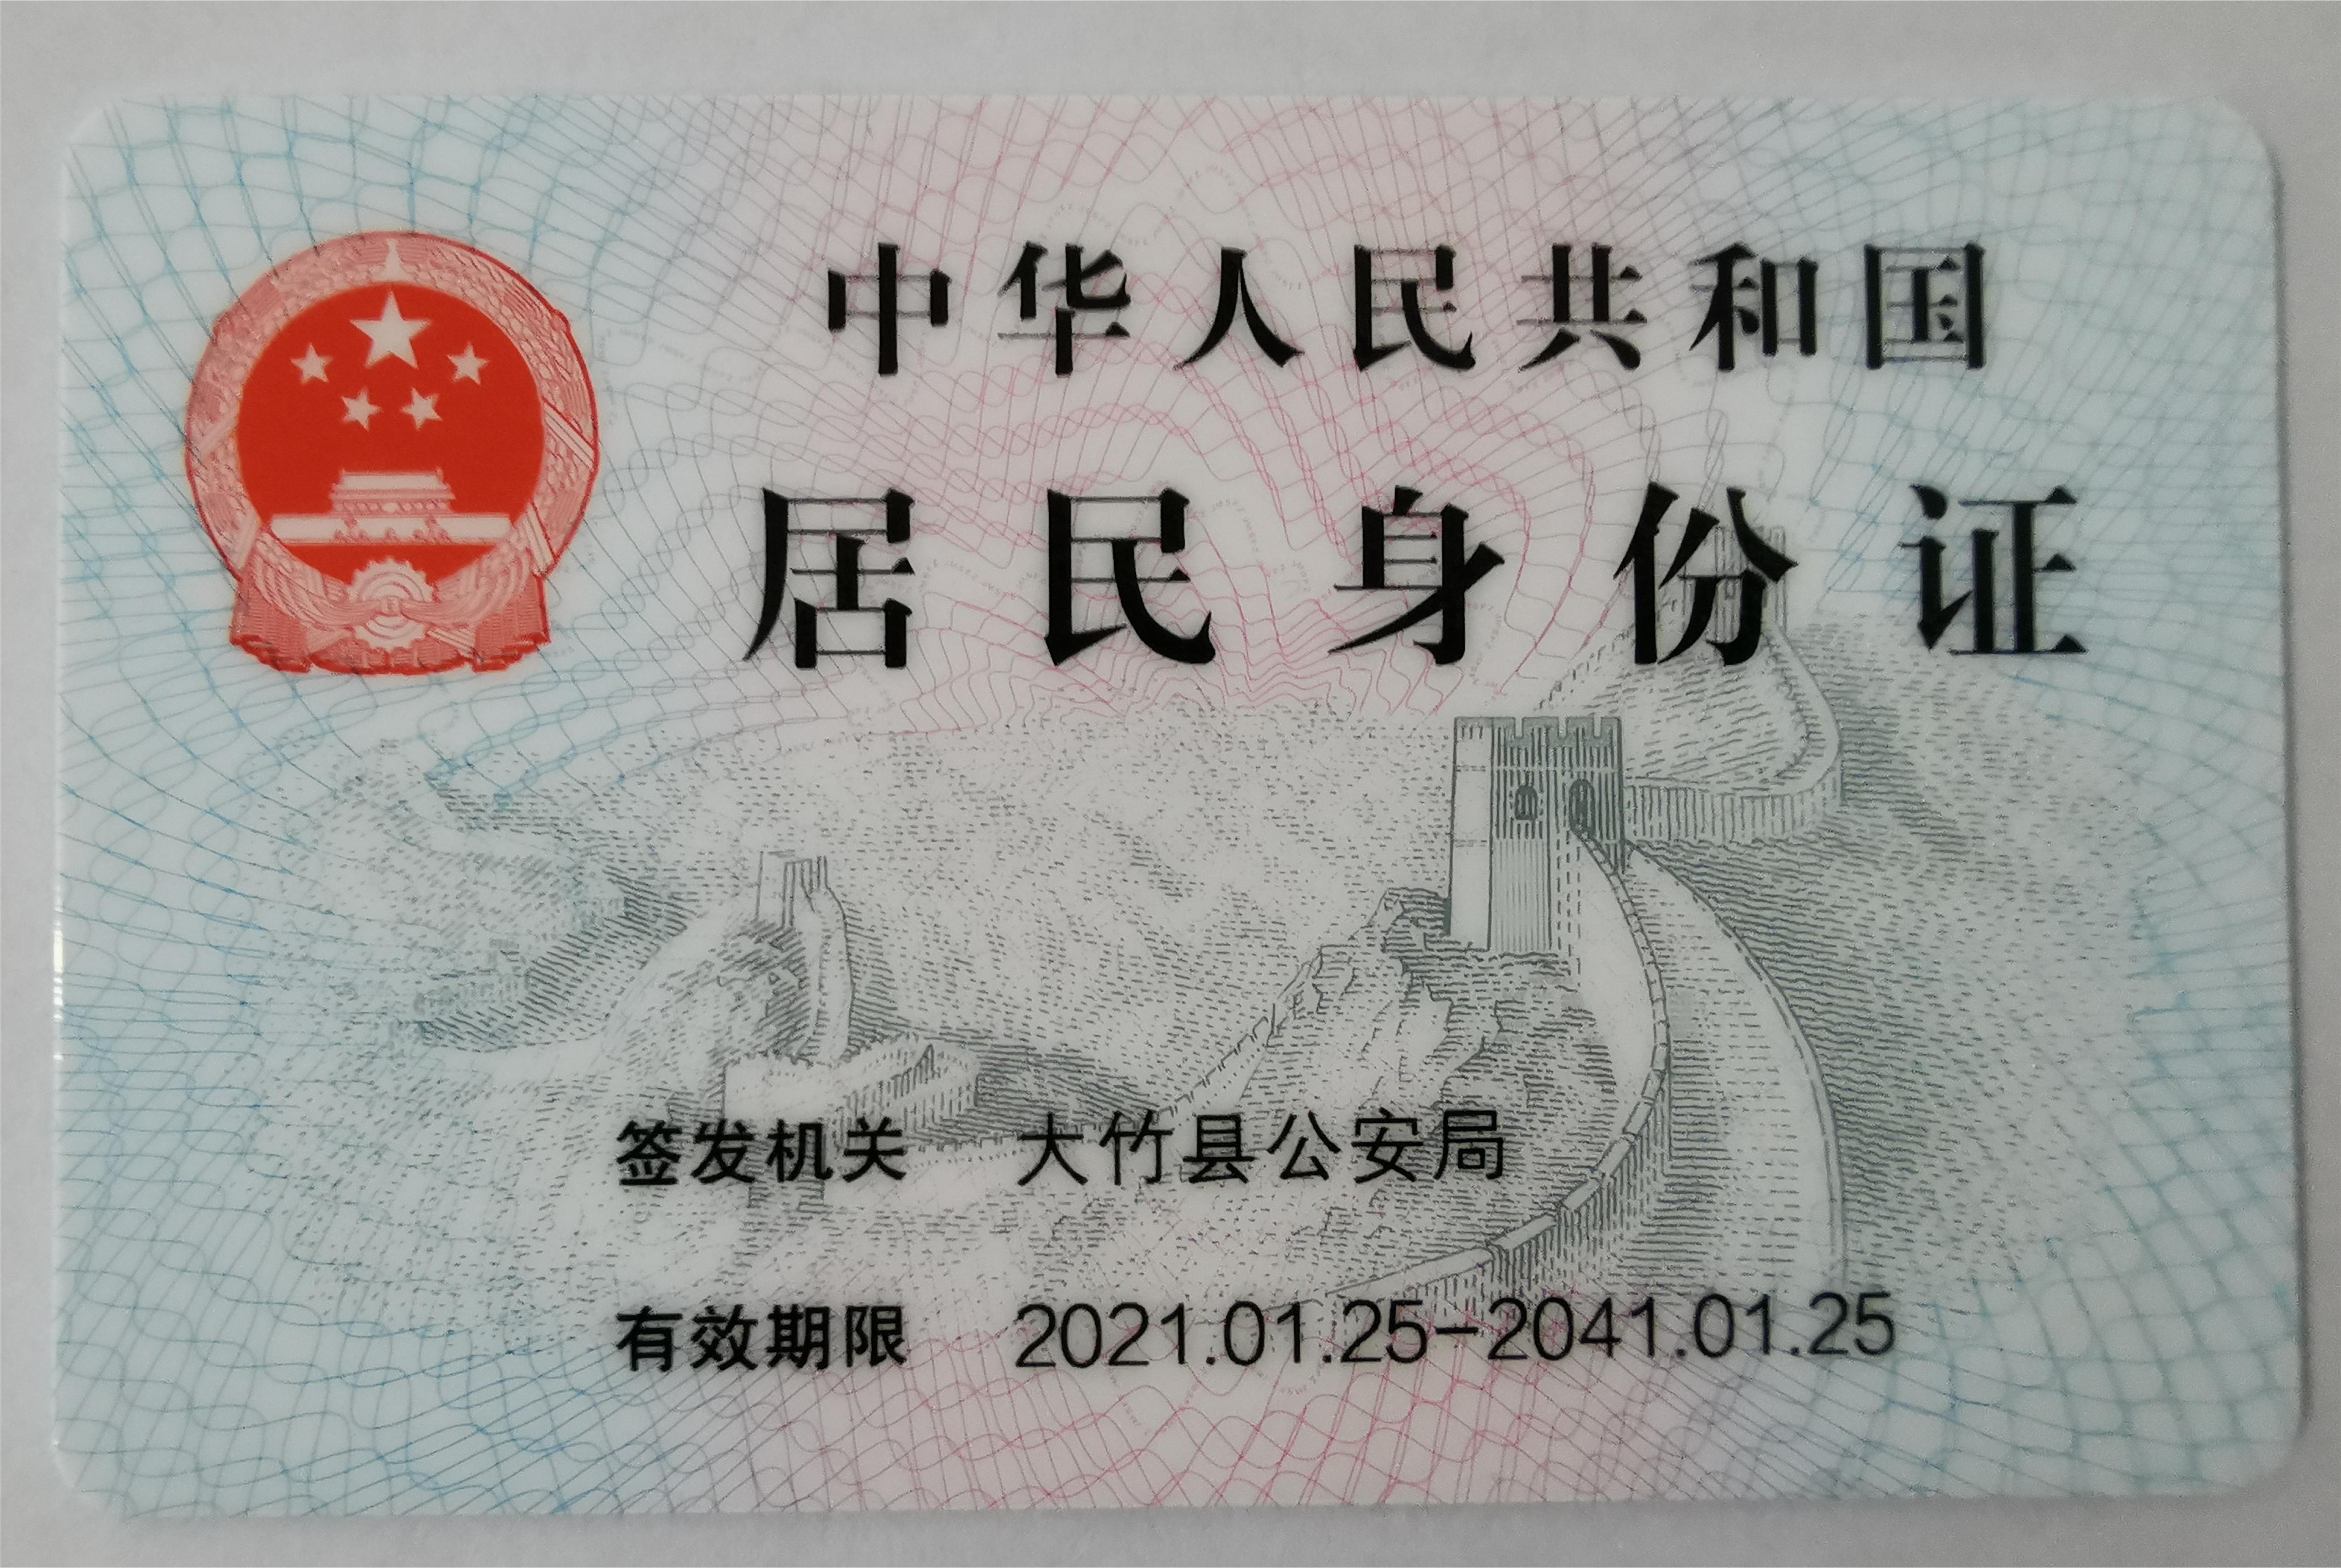 中华人民共和国
居民身份证
签发机关 大竹县公安局
有效期限 2021.01.25-2041.01.25